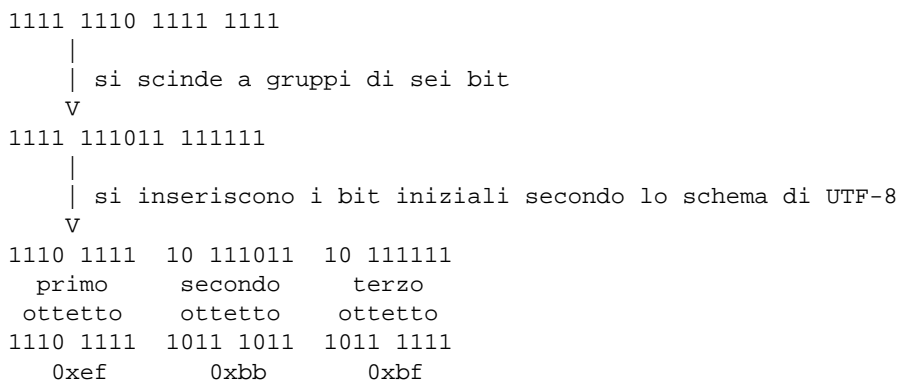 1111 1110 1111 1111
|
| si scinde a gruppi di sei bit
V
1111 111011 111111
|
| si inseriscono i bit iniziali secondo lo schema di UTF-8
V
1110 1111 10 111011 10 111111
primo secondo terzo
ottetto ottetto ottetto
1110 1111 1011 1011 1011 1111
0xef 0xbb 0xbf